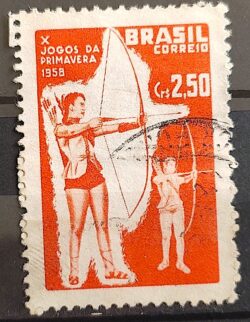 X
JOGOS DA
PRIMAVERA
1958
BRASIL
CORREIO
Cr$ 2,50